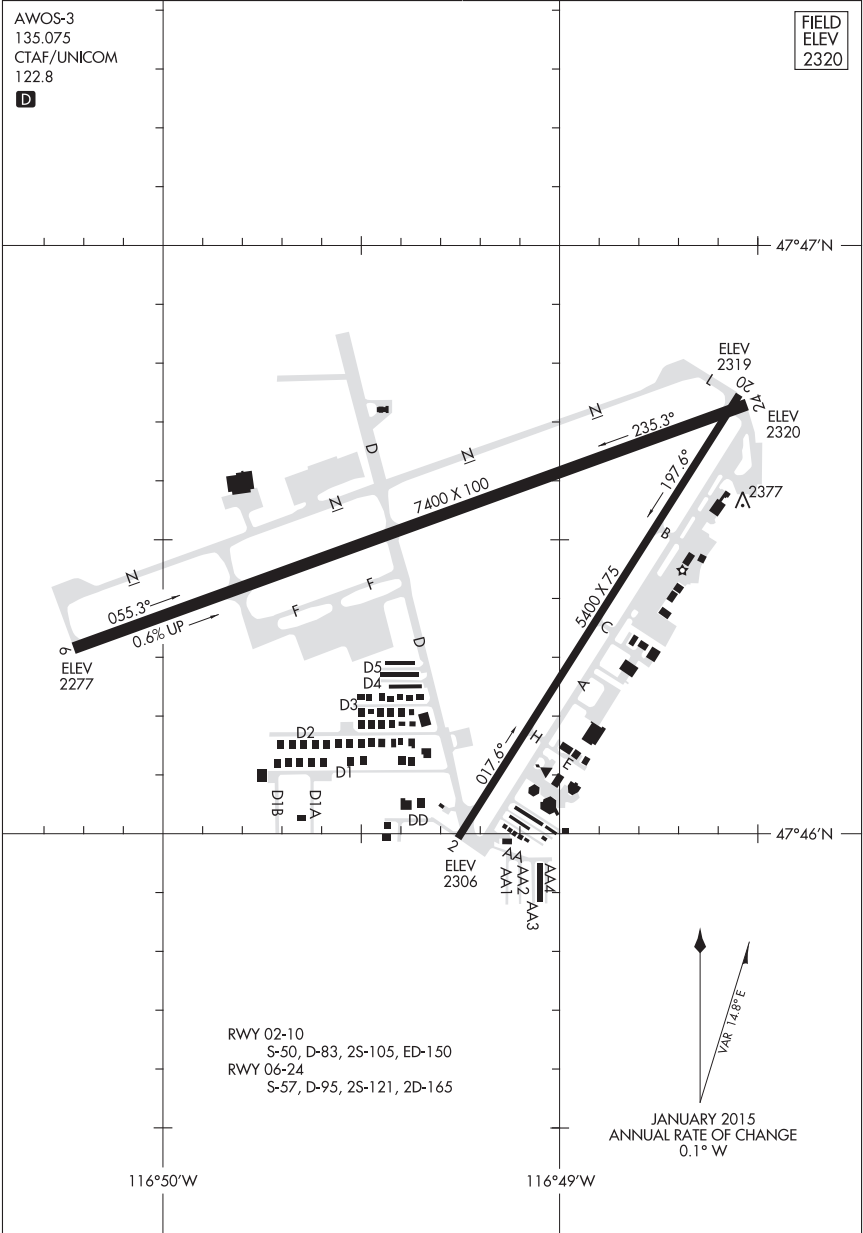 AWOS-3
135.075
CTAF/UNICOM
122.8
D
FIELD
ELEV
2320
47°47'N
ELEV
2319
L
20
24
ELEV
2320
N
235.3°
D
N
197.6°
2377
7400 X 100
N
B
N
055.3°
0.6% UP
F
F
5400 X 75
C
6
ELEV
2277
D
D5
D4
A
D3
D2
H
017.6°
E
D1
D1B
D1A
DD
47°46'N
2
ELEV
2306
AA
AA1
AA2
AA4
AA3
VAR 14.8° E
RWY 02-10
S-50, D-83, 2S-105, ED-150
RWY 06-24
S-57, D-95, 2S-121, 2D-165
JANUARY 2015
ANNUAL RATE OF CHANGE
0.1° W
116°50'W
116°49'W